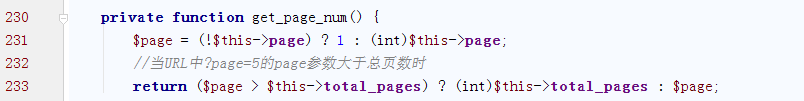 230 private function get_page_num() {
231 $page = (!$this->page) ? 1 : (int)$this->page;
232 //当URL中?page=5的page参数大于总页数时
233 return ($page > $this->total_pages) ? (int)$this->total_pages : $page;